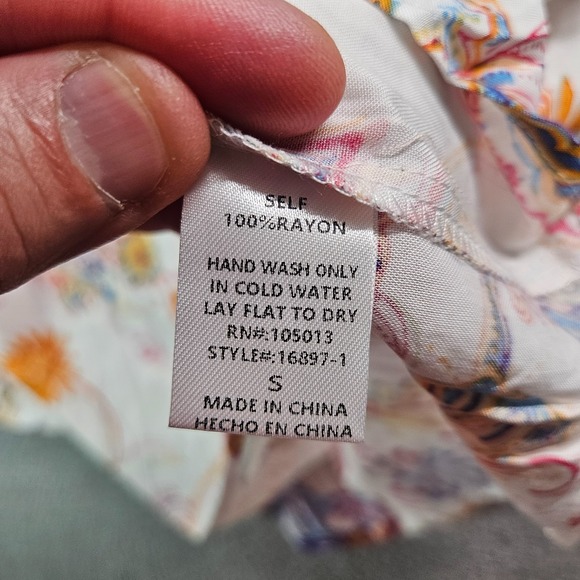 SELF
100%RAYON
HAND WASH ONLY
IN COLD WATER
LAY FLAT TO DRY
RN#:105013
STYLE#:16897-1
S
MADE IN CHINA
HECHO EN CHINA